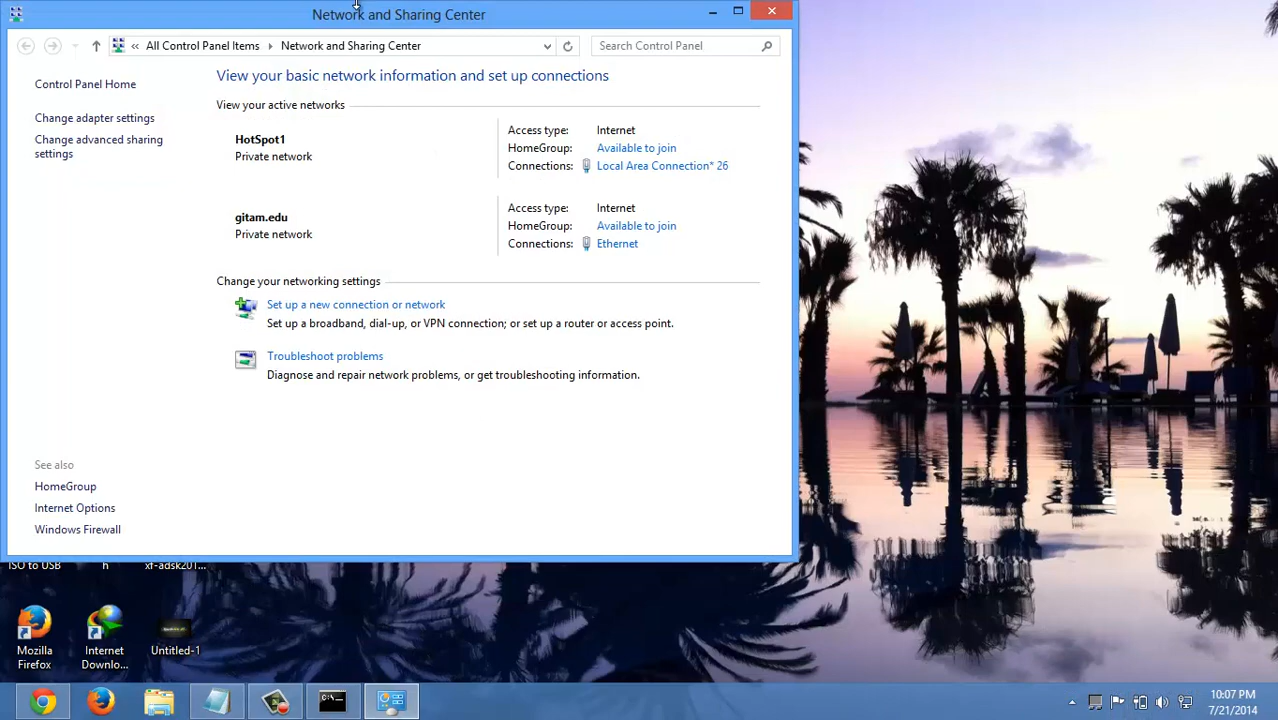 Network and Sharing Center
All Control Panel Items
Network and Sharing Center
Search Control Panel
Control Panel Home
Change adapter settings
Change advanced sharing
settings
View your basic network information and set up connections
View your active networks
HotSpot1
Private network
Access type: Internet
HomeGroup: Available to join
Connections: Local Area Connection* 26
gitam.edu
Private network
Access type: Internet
HomeGroup: Available to join
Connections: Ethernet
Change your networking settings
Set up a new connection or network
Set up a broadband, dial-up, or VPN connection; or set up a router or access point.
Troubleshoot problems
Diagnose and repair network problems, or get troubleshooting information.
See also
HomeGroup
Internet Options
Windows Firewall
ISO to USB
h
xf-adsk201...
Mozilla
Firefox
Internet
Downlo...
Untitled-1
C:\
10:07 PM
7/21/2014